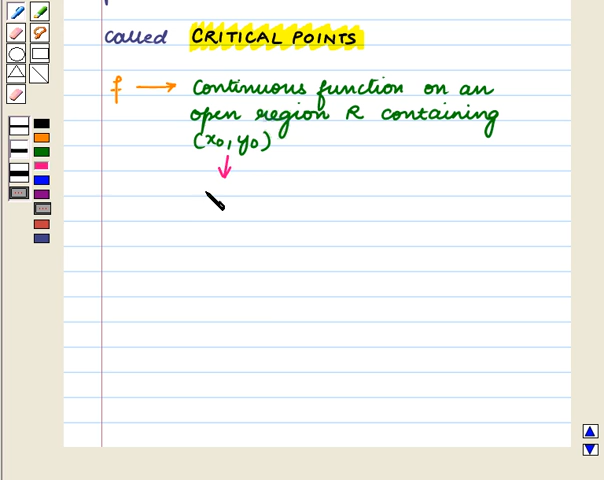 called CRITICAL POINTS
f → Continuous function on an
open region R containing
(x₀, y₀)